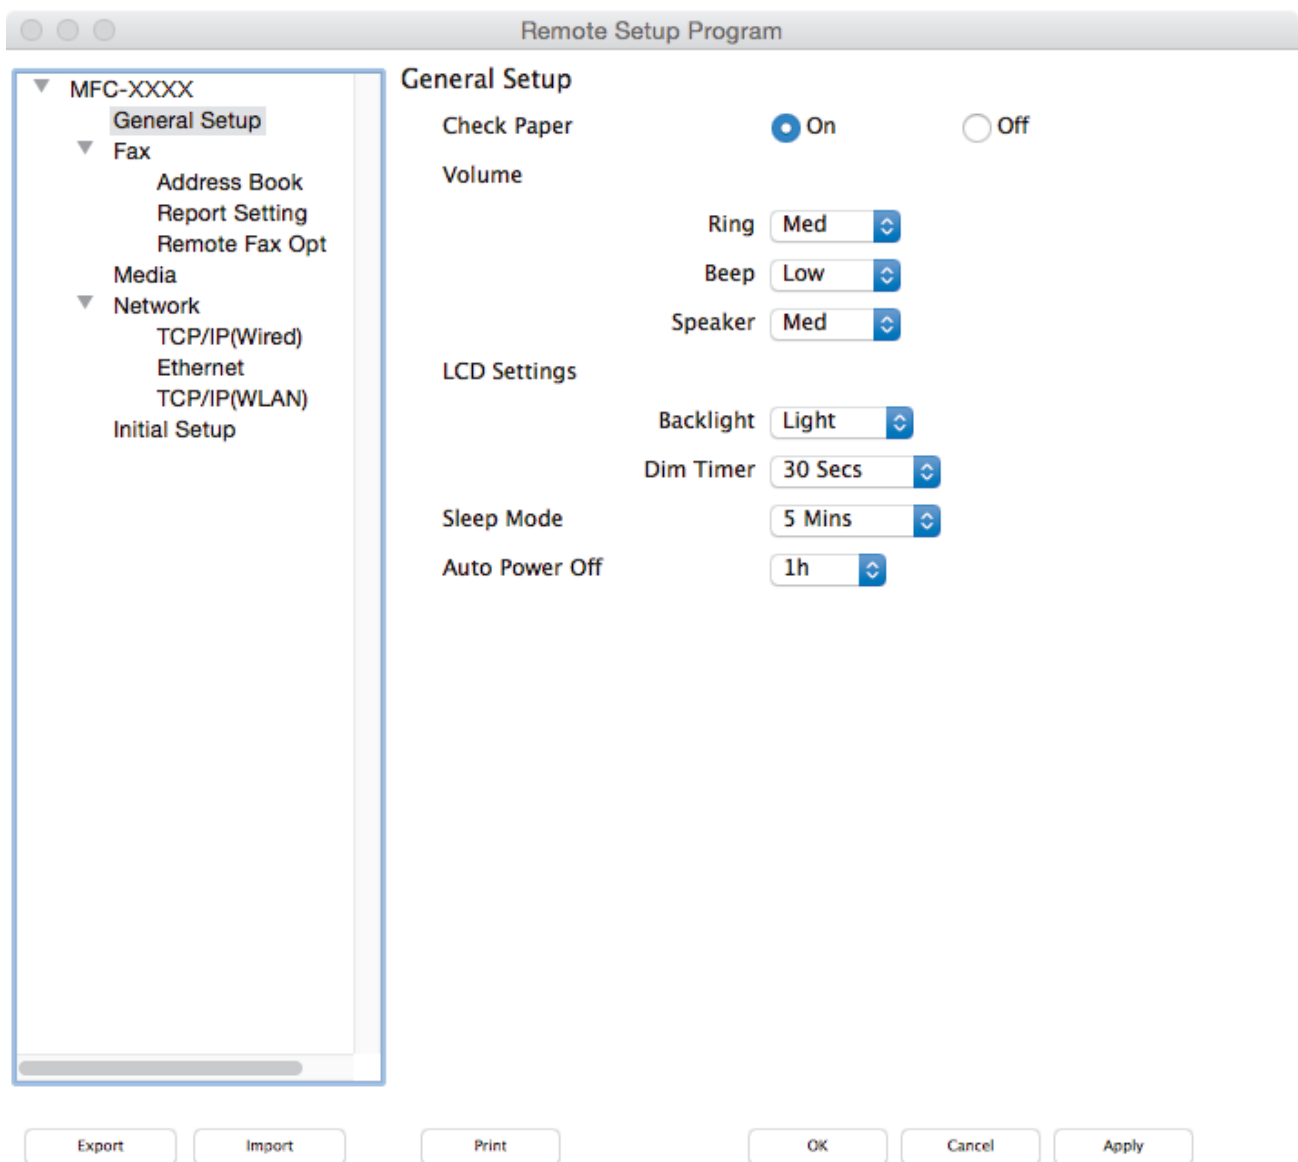 Remote Setup Program
MFC-XXXX
General Setup
Fax
Address Book
Report Setting
Remote Fax Opt
Media
Network
TCP/IP(Wired)
Ethernet
TCP/IP(WLAN)
Initial Setup
General Setup
Check Paper On Off
Volume
Ring Med
Beep Low
Speaker Med
LCD Settings
Backlight Light
Dim Timer 30 Secs
Sleep Mode 5 Mins
Auto Power Off 1h
Export Import Print OK Cancel Apply